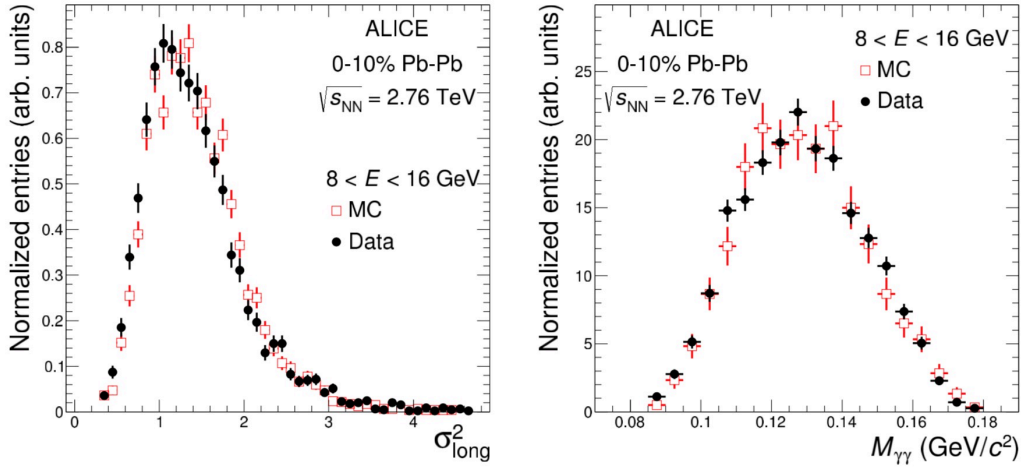 Normalized entries (arb. units)
0.8
0.7
0.6
0.5
0.4
0.3
0.2
0.1
0
0
1
2
3
4
σ²long
ALICE
0-10% Pb-Pb
√sNN = 2.76 TeV
8 < E < 16 GeV
MC
Data
Normalized entries (arb. units)
25
20
15
10
5
0
0.08
0.1
0.12
0.14
0.16
0.18
Mγγ (GeV/c²)
ALICE
0-10% Pb-Pb
√sNN = 2.76 TeV
8 < E < 16 GeV
MC
Data